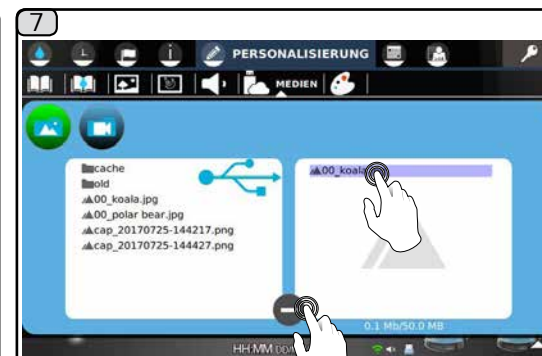 7
PERSONALISIERUNG
MEDIEN
cache
old
00_koala.jpg
00_polar bear.jpg
cap_20170725-144217.png
cap_20170725-144427.png
00_koala
0.1 Mb/50.0 MB
HH:MM